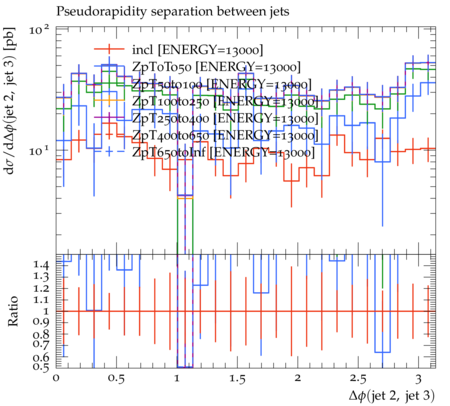 Pseudorapidity separation between jets
dσ/dΔϕ(jet 2, jet 3) [pb]
10²
10¹
incl [ENERGY=13000]
ZpT0To50 [ENERGY=13000]
ZpT50to100 [ENERGY=13000]
ZpT100to250 [ENERGY=13000]
ZpT250to400 [ENERGY=13000]
ZpT400to650 [ENERGY=13000]
ZpT650toInf [ENERGY=13000]
Ratio
1.4
1.3
1.2
1.1
1
0.9
0.8
0.7
0.6
0.5
0 0.5 1 1.5 2 2.5 3
Δϕ(jet 2, jet 3)